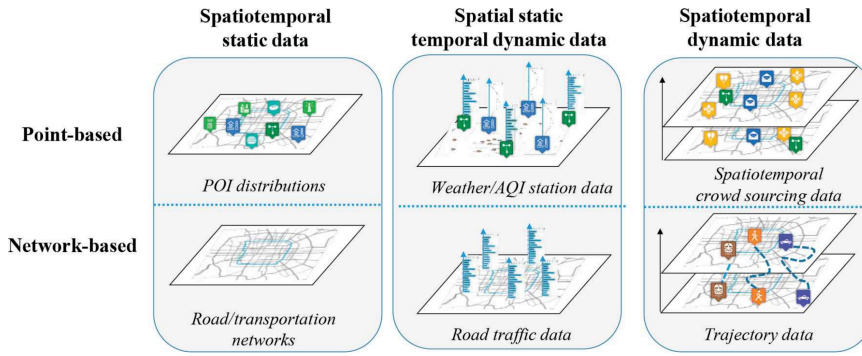 Spatiotemporal
static data
Spatial static
temporal dynamic data
Spatiotemporal
dynamic data
Point-based
POI distributions
Weather/AQI station data
Spatiotemporal
crowd sourcing data
Network-based
Road/transportation
networks
Road traffic data
Trajectory data